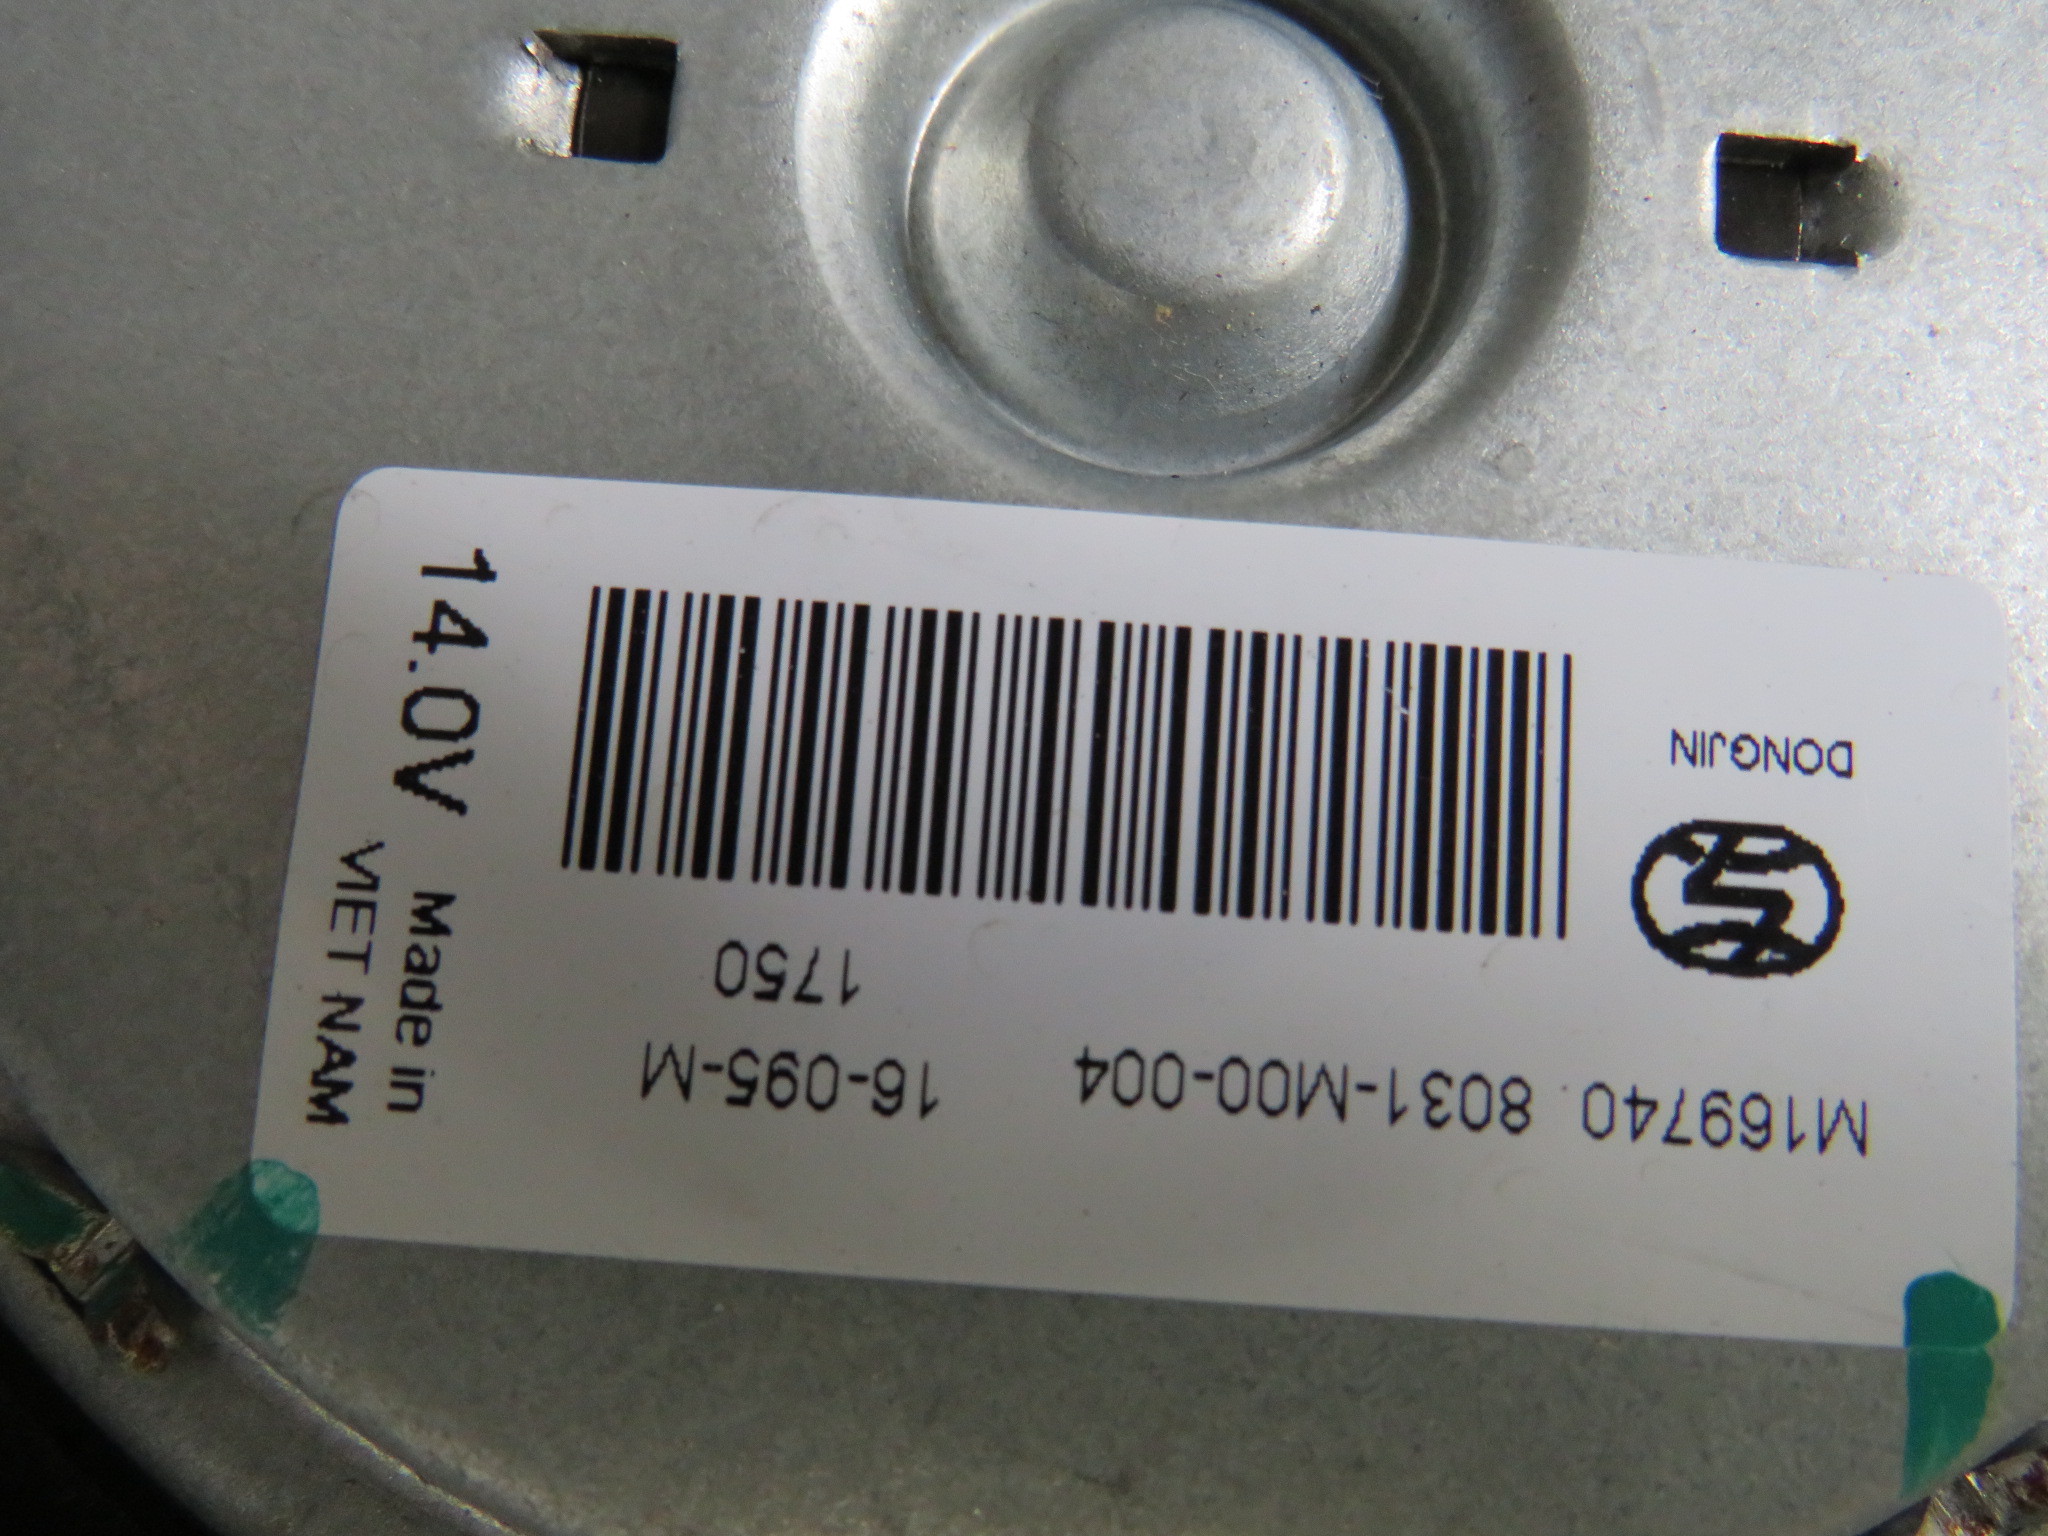 M169740 8031-M00-004 16-095-M
1750
DONGJIN
14.0V
Made in
VIET NAM